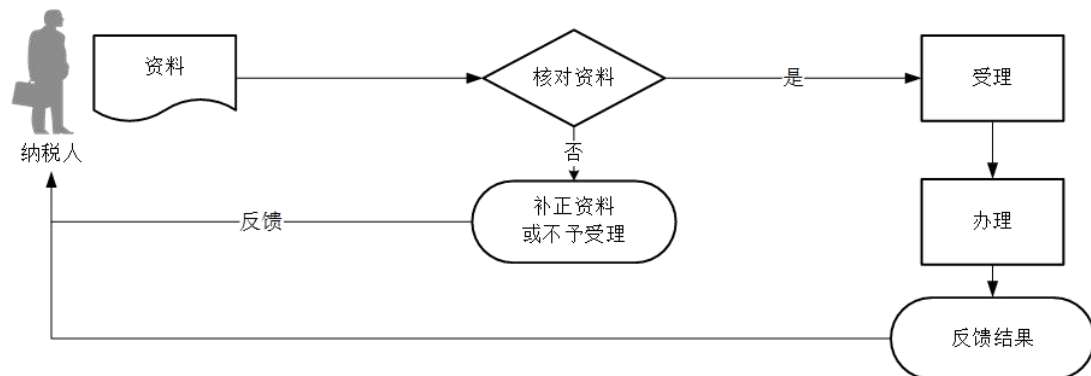 资料
核对资料
是
受理
纳税人
否
补正资料
或不予受理
反馈
办理
反馈结果